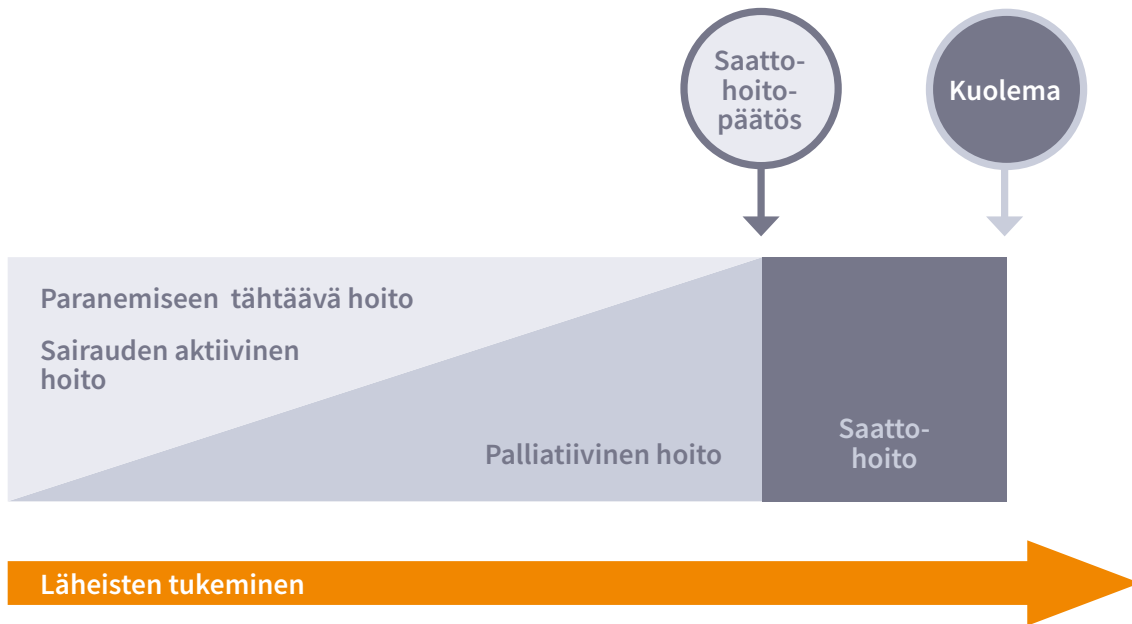 Saatto-
hoito-
päätös
Kuolema
Paranemiseen tähtäävä hoito
Sairauden aktiivinen
hoito
Palliatiivinen hoito
Saatto-
hoito
Läheisten tukeminen